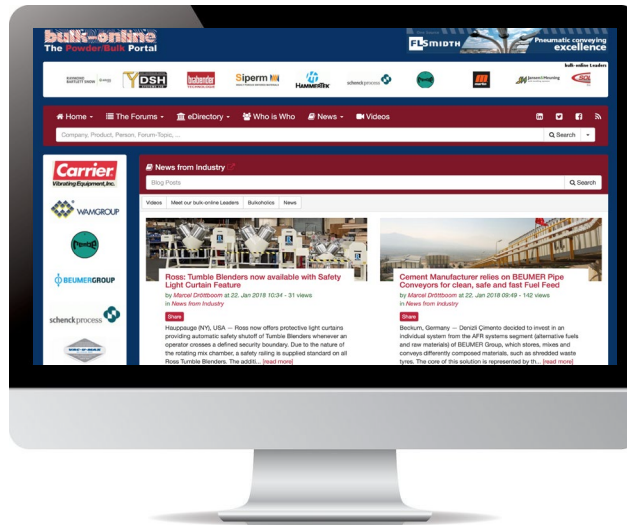 bulk-online
The Powder/Bulk Portal
FLSMIDTH
Pneumatic conveying
excellence
bulk-online Leaders
DSH
brabender
Siperm
HAMMERTEK
schenck process
martin
Home
The Forums
eDirectory
Who is Who
News
Videos
Company, Product, Person, Forum-Topic, ...
Search
Carrier
Vibrating Equipment, Inc.
WAMGROUP
BEUMERGROUP
schenck process
News from Industry
Blog Posts
Search
Videos
Meet our bulk-online Leaders
Bulkoholics
News
Ross: Tumble Blenders now available with Safety
Light Curtain Feature
by Marcel Dröttboom at 22. Jan 2018 10:34 - 31 views
in News from Industry
Share
Hauppauge (NY), USA — Ross now offers protective light curtains
providing automatic safety shutoff of Tumble Blenders whenever an
operator crosses a defined security boundary. Due to the nature of
the rotating mix chamber, a safety railing is supplied standard on all
Ross Tumble Blenders. The additi... [read more]
Cement Manufacturer relies on BEUMER Pipe
Conveyors for clean, safe and fast Fuel Feed
by Marcel Dröttboom at 22. Jan 2018 09:49 - 142 views
in News from Industry
Share
Beckum, Germany — Denizli Çimento decided to invest in an
individual system from the AFR systems segment (alternative fuels
and raw materials) of BEUMER Group, which stores, mixes and
conveys differently composed materials, such as shredded waste
tyres. The core of this solution is represented by th... [read more]